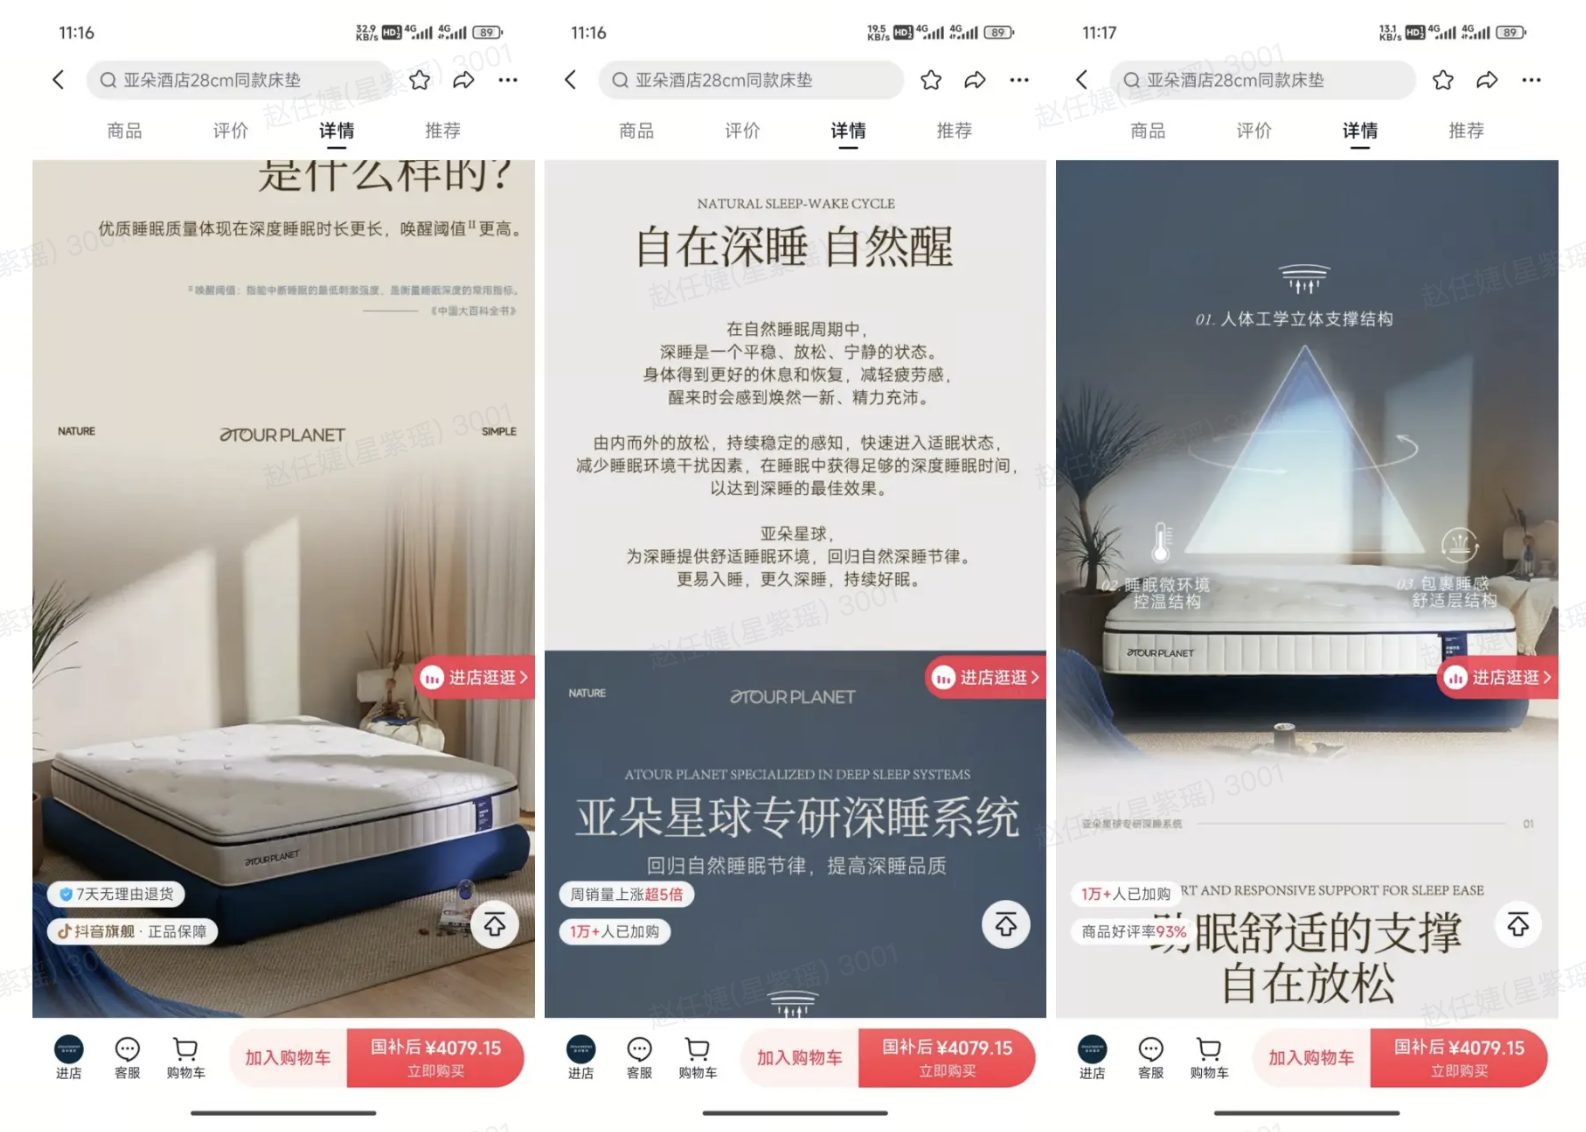 11:16
32.9 KB/s HD 4G 4G 89
亚朵酒店28cm同款床垫
商品 评价 详情 推荐
是什么样的？
优质睡眠质量体现在深度睡眠时长更长，唤醒阈值更高。
唤醒阈值：指能中断睡眠的最低刺激强度，是衡量睡眠深度的常用指标。
《中国大百科全书》
NATURE ATOUR PLANET SIMPLE
进店逛逛
ATOUR PLANET
7天无理由退货
抖音旗舰·正品保障
进店 客服 购物车 加入购物车
国补后¥4079.15
立即购买
11:16
19.5 KB/s HD 4G 4G 89
亚朵酒店28cm同款床垫
商品 评价 详情 推荐
NATURAL SLEEP-WAKE CYCLE
自在深睡 自然醒
在自然睡眠周期中，
深睡是一个平稳、放松、宁静的状态。
身体得到更好的休息和恢复，减轻疲劳感，
醒来时会感到焕然一新、精力充沛。
由内而外的放松，持续稳定的感知，快速进入适眠状态，
减少睡眠环境干扰因素，在睡眠中获得足够的深度睡眠时间，
以达到深睡的最佳效果。
亚朵星球，
为深睡提供舒适睡眠环境，回归自然深睡节律。
更易入睡，更久深睡，持续好眠。
进店逛逛
NATURE ATOUR PLANET
ATOUR PLANET SPECIALIZED IN DEEP SLEEP SYSTEMS
亚朵星球专研深睡系统
回归自然睡眠节律，提高深睡品质
周销量上涨超5倍
1万+人已加购
进店 客服 购物车 加入购物车
国补后¥4079.15
立即购买
11:17
13.1 KB/s HD 4G 4G 89
亚朵酒店28cm同款床垫
商品 评价 详情 推荐
01. 人体工学立体支撑结构
02. 睡眠微环境
控温结构
03. 包裹睡感
舒适层结构
ATOUR PLANET
进店逛逛
亚朵星球专研深睡系统 01
1万+人已加购
RT AND RESPONSIVE SUPPORT FOR SLEEP EASE
商品好评率93%
助眠舒适的支撑
自在放松
进店 客服 购物车 加入购物车
国补后¥4079.15
立即购买
赵任婕(星紫瑶) 3001